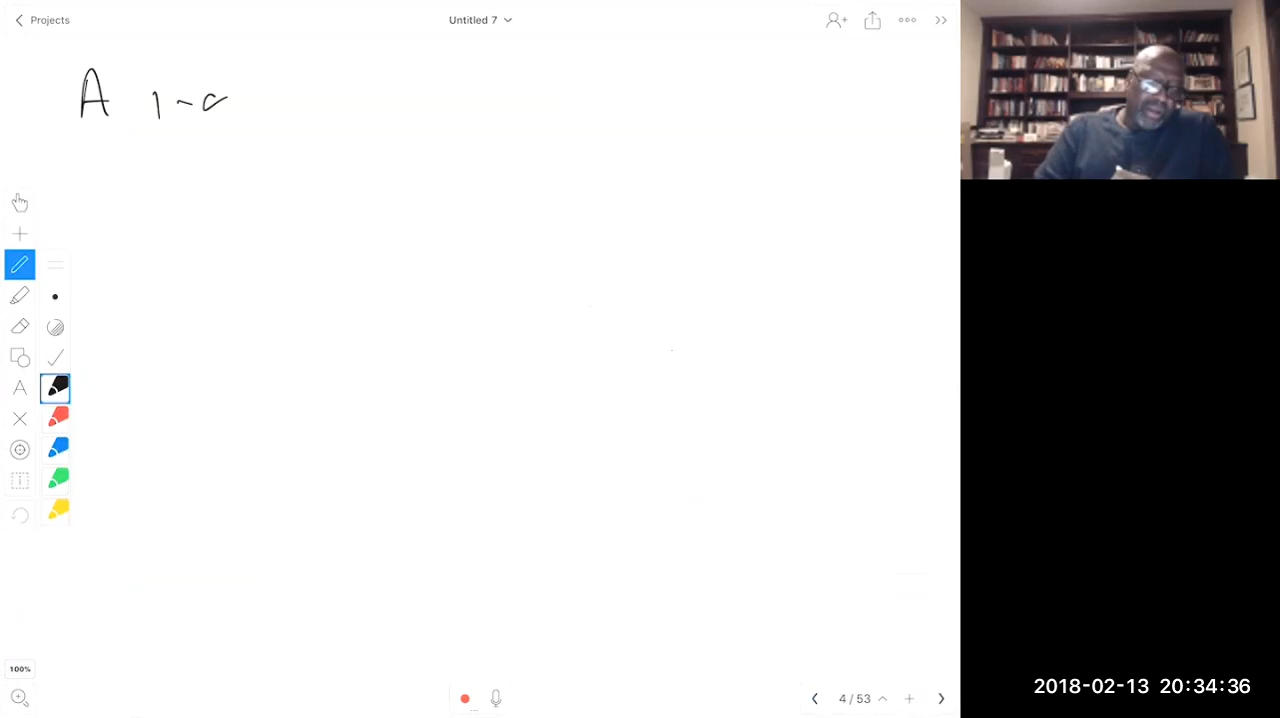 Projects
Untitled 7
A 1-α
A
100%
4 / 53
2018-02-13 20:34:36